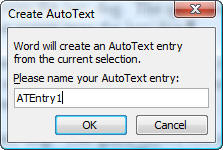 Create AutoText
Word will create an AutoText entry
from the current selection.
Please name your AutoText entry:
ATEntry1
OK Cancel